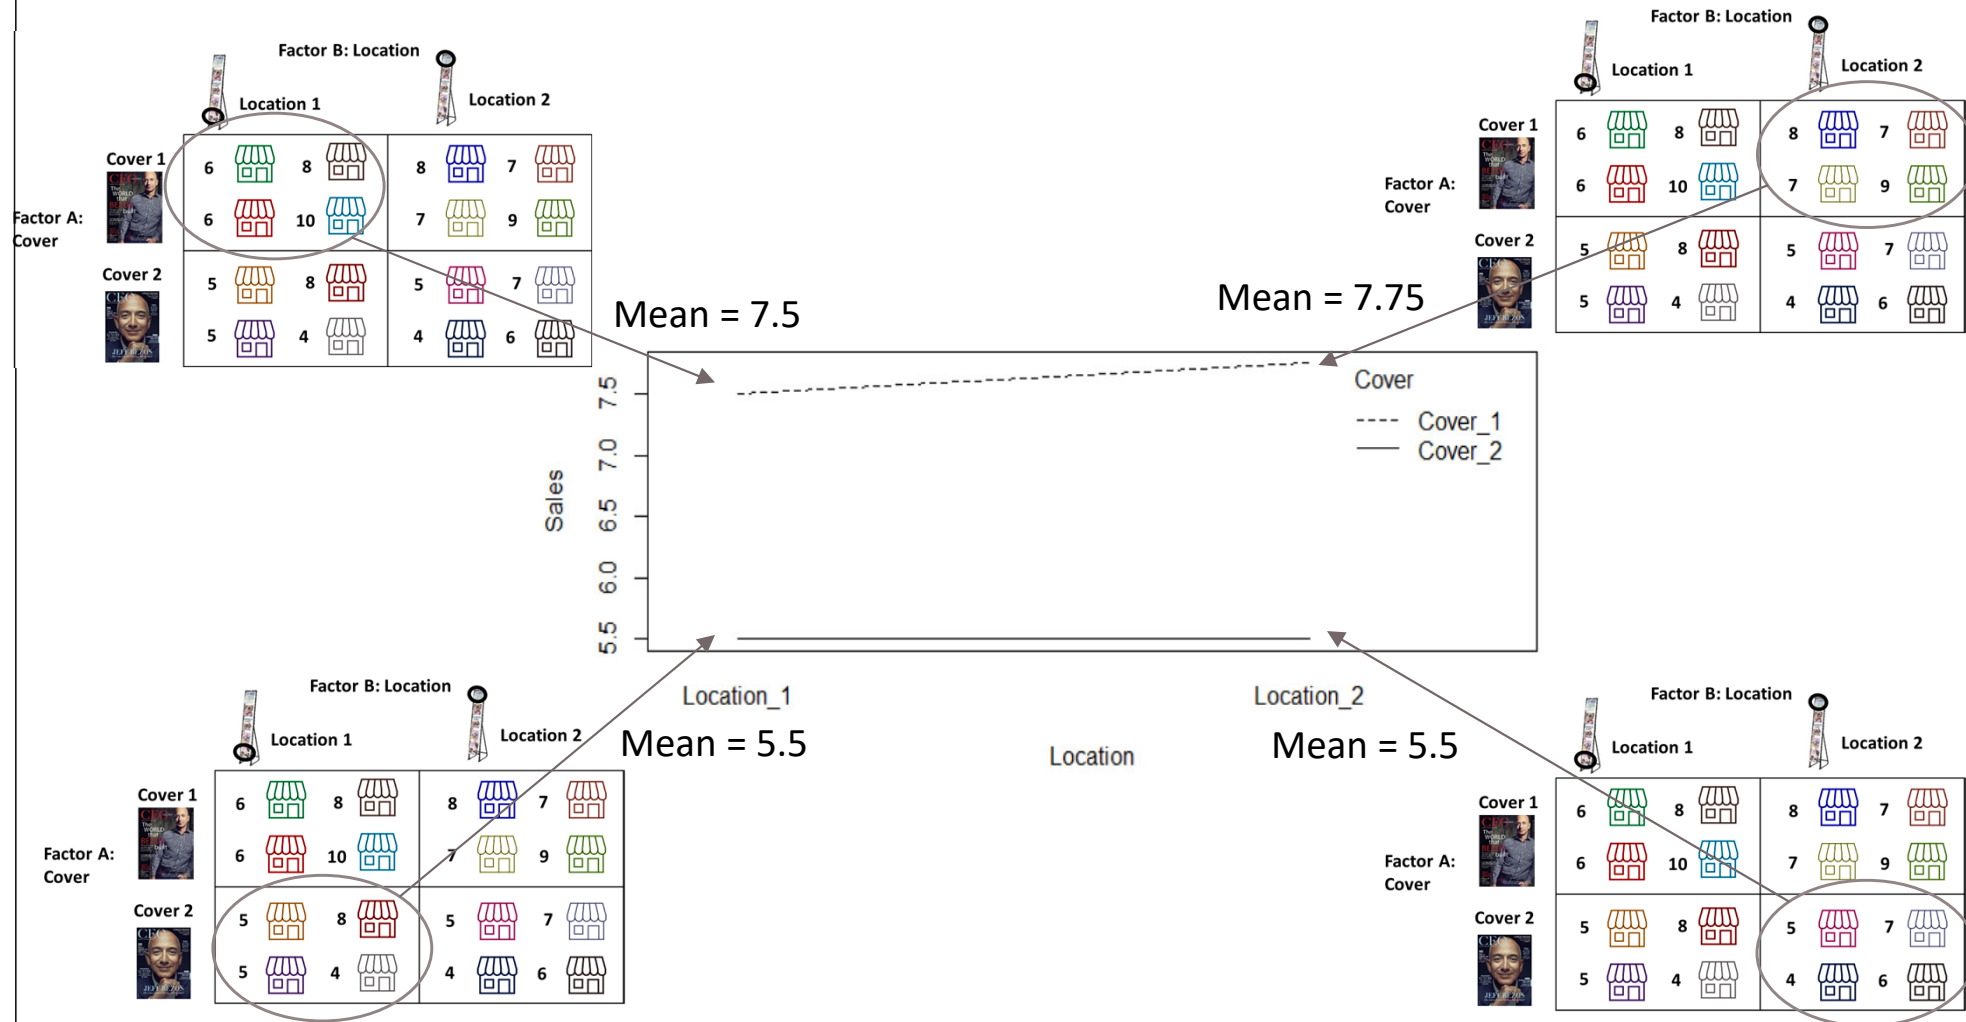 Factor B: Location
Location 1
Location 2
Cover 1
Factor A:
Cover
Cover 2
6 8 8 7
6 10 7 9
5 8 5 7
5 4 4 6
Mean = 7.5
Factor B: Location
Location 1
Location 2
Cover 1
Factor A:
Cover
Cover 2
6 8 8 7
6 10 7 9
5 8 5 7
5 4 4 6
Mean = 7.75
Sales
7.5
7.0
6.5
6.0
5.5
Cover
Cover_1
Cover_2
Location_1
Location_2
Location
Factor B: Location
Location 1
Location 2
Cover 1
Factor A:
Cover
Cover 2
6 8 8 7
6 10 7 9
5 8 5 7
5 4 4 6
Mean = 5.5
Factor B: Location
Location 1
Location 2
Cover 1
Factor A:
Cover
Cover 2
6 8 8 7
6 10 7 9
5 8 5 7
5 4 4 6
Mean = 5.5